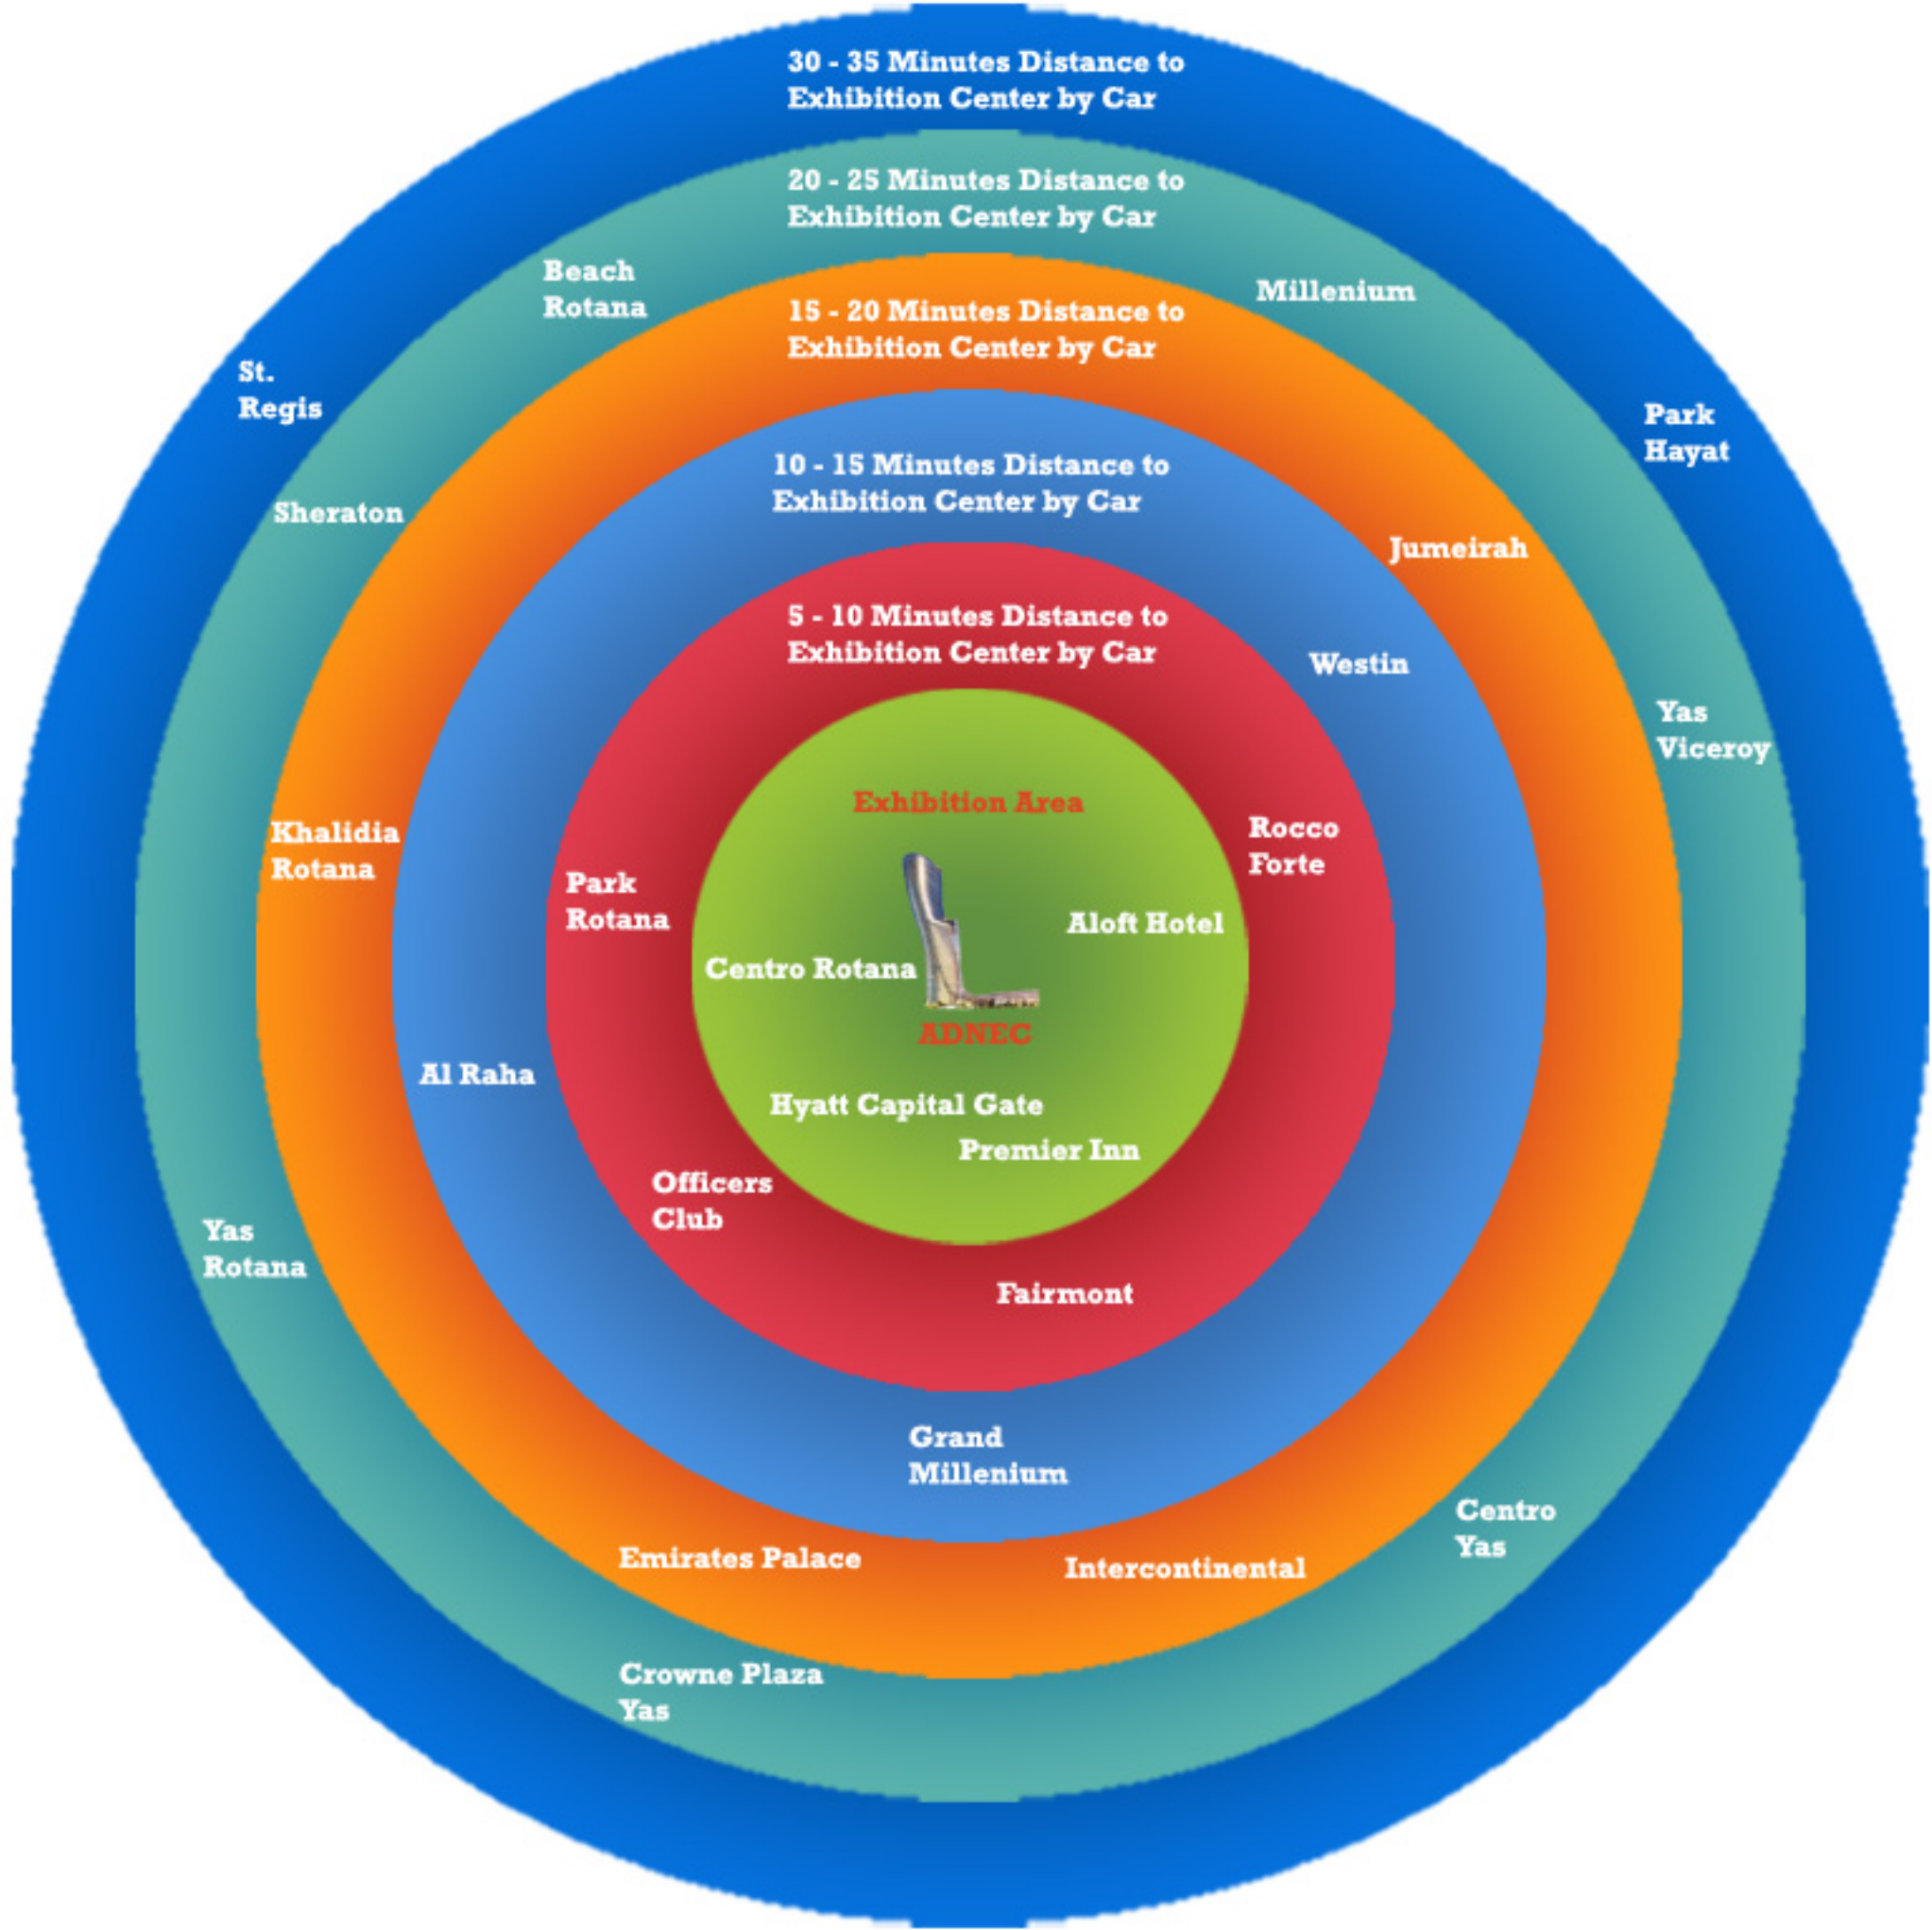 30 - 35 Minutes Distance to
Exhibition Center by Car
20 - 25 Minutes Distance to
Exhibition Center by Car
Beach
Rotana
Millenium
15 - 20 Minutes Distance to
Exhibition Center by Car
St.
Regis
Park
Hayat
10 - 15 Minutes Distance to
Exhibition Center by Car
Sheraton
Jumeirah
5 - 10 Minutes Distance to
Exhibition Center by Car
Westin
Yas
Viceroy
Exhibition Area
Khalidia
Rotana
Rocco
Forte
Park
Rotana
Aloft Hotel
Centro Rotana
ADNEC
Al Raha
Hyatt Capital Gate
Premier Inn
Officers
Club
Yas
Rotana
Fairmont
Grand
Millenium
Centro
Yas
Emirates Palace
Intercontinental
Crowne Plaza
Yas